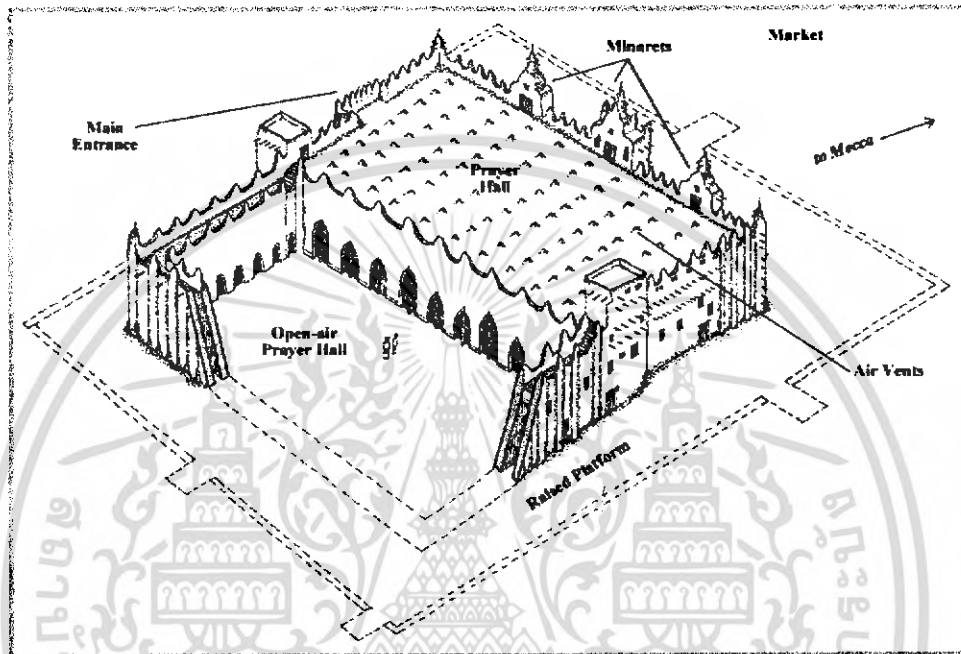 Minarets
Market
Main
Entrance
to Mecca
Prayer
Hall
Open-air
Prayer Hall
Air Vents
Raised Platform